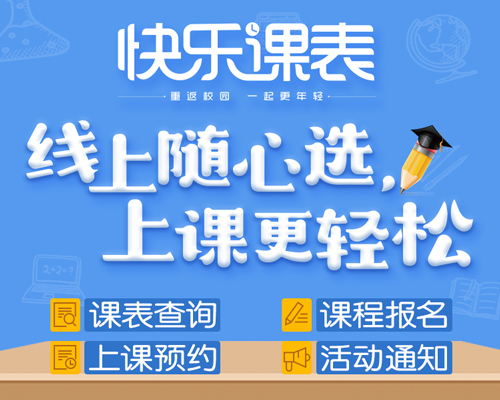 快乐课表
重返校园 一起更年轻
线上随心选,
上课更轻松
2+2=?
课表查询 课程报名
上课预约 活动通知